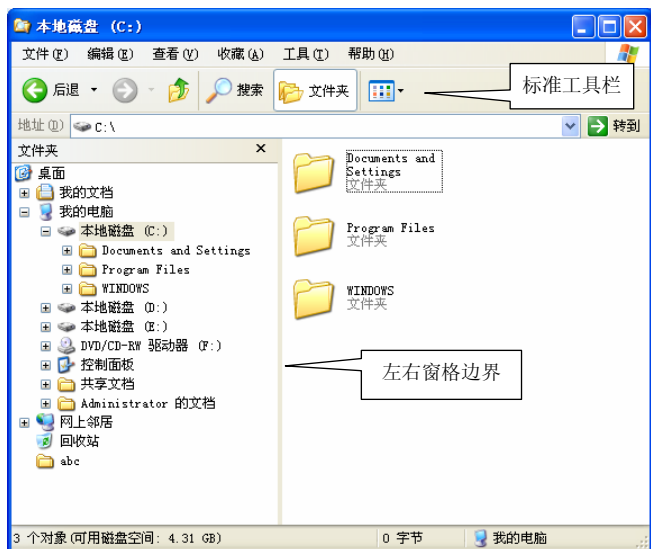 本地磁盘 (C:)
文件(F) 编辑(E) 查看(V) 收藏(A) 工具(T) 帮助(H)
后退 搜索 文件夹
标准工具栏
地址(D) C:\ 转到
文件夹 ×
桌面
我的文档
我的电脑
本地磁盘 (C:)
Documents and Settings
Program Files
WINDOWS
本地磁盘 (D:)
本地磁盘 (E:)
DVD/CD-RW 驱动器 (F:)
控制面板
共享文档
Administrator 的文档
网上邻居
回收站
abc
Documents and
Settings
文件夹
Program Files
文件夹
WINDOWS
文件夹
左右窗格边界
3 个对象(可用磁盘空间: 4.31 GB) 0 字节 我的电脑